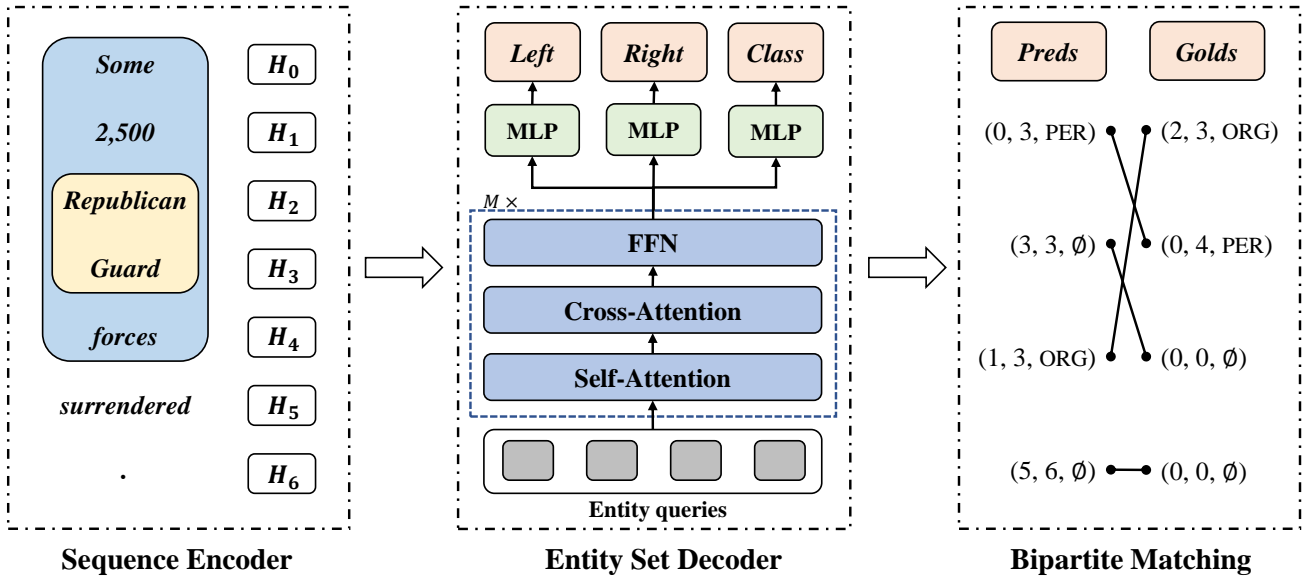 Some
2,500
Republican
Guard
forces
surrendered
.
H0
H1
H2
H3
H4
H5
H6
Sequence Encoder
Left Right Class
MLP MLP MLP
M ×
FFN
Cross-Attention
Self-Attention
Entity queries
Entity Set Decoder
Preds Golds
(0, 3, PER) (2, 3, ORG)
(3, 3, ∅) (0, 4, PER)
(1, 3, ORG) (0, 0, ∅)
(5, 6, ∅) (0, 0, ∅)
Bipartite Matching